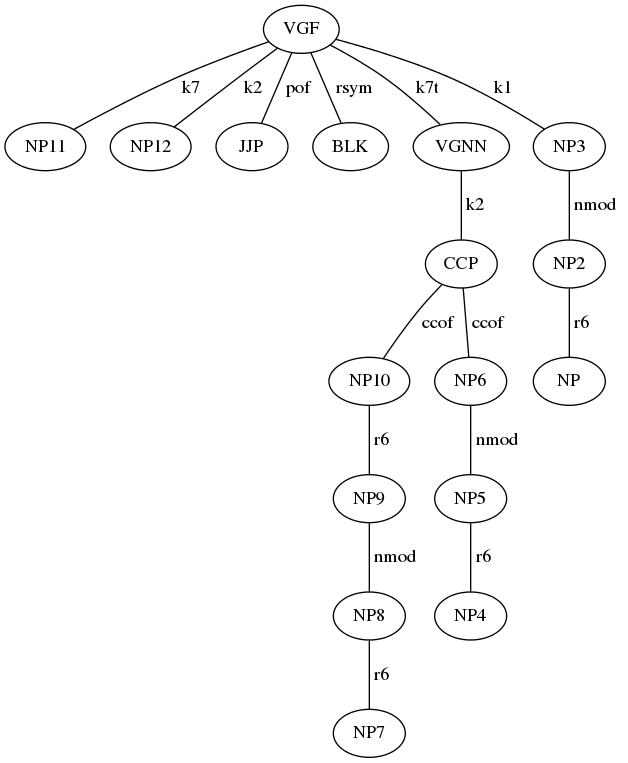 VGF
k7 k2 pof rsym k7t k1
NP11 NP12 JJP BLK VGNN NP3
k2 nmod
CCP NP2
ccof ccof r6
NP10 NP6 NP
r6 nmod
NP9 NP5
nmod r6
NP8 NP4
r6
NP7